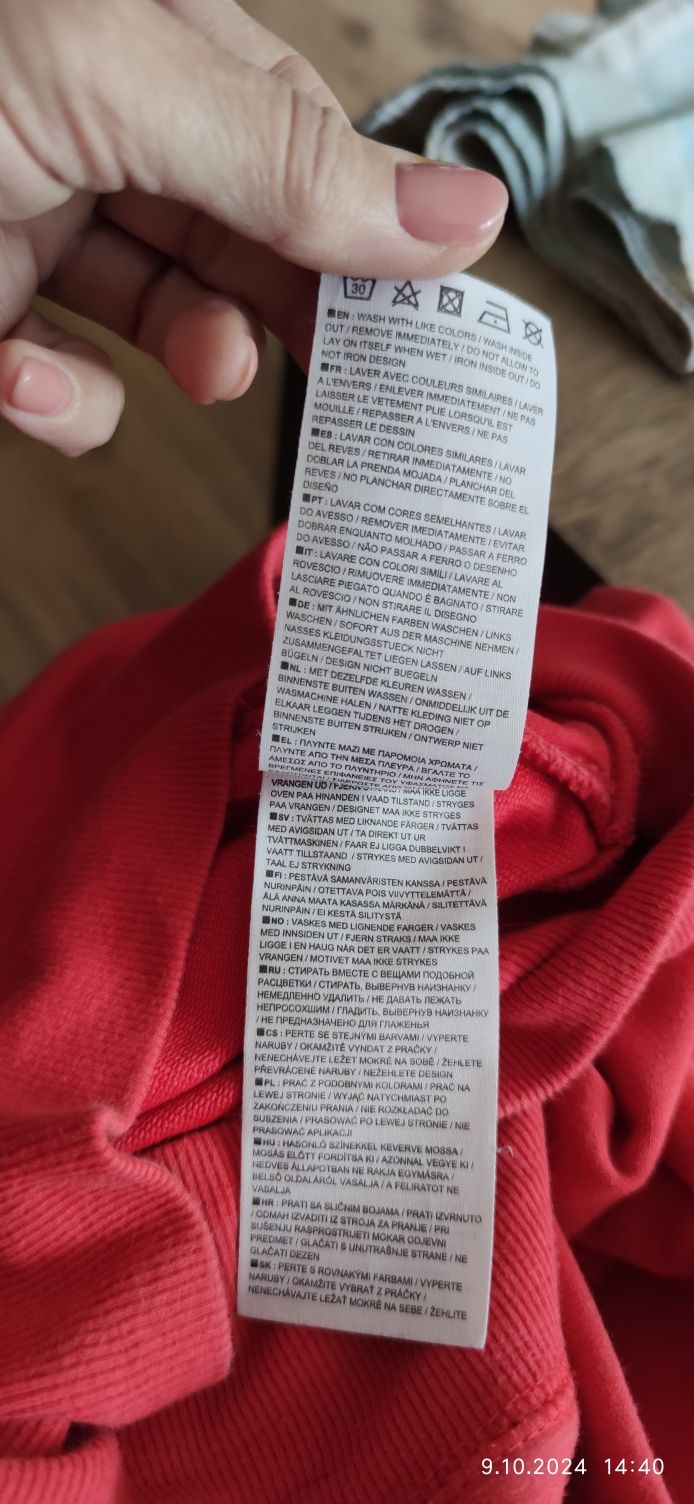 30
■EN : WASH WITH LIKE COLORS / WASH INSIDE
OUT / REMOVE IMMEDIATELY / DO NOT ALLOW TO
LAY ON ITSELF WHEN WET / IRON INSIDE OUT / DO
NOT IRON DESIGN
■FR : LAVER AVEC COULEURS SIMILAIRES / LAVER
A L'ENVERS / ENLEVER IMMEDIATEMENT / NE PAS
LAISSER LE VETEMENT PLIE LORSQU'IL EST
MOUILLE / REPASSER A L'ENVERS / NE PAS
REPASSER LE DESSIN
■ES : LAVAR CON COLORES SIMILARES / LAVAR
DEL REVES / RETIRAR INMEDIATAMENTE / NO
DOBLAR LA PRENDA MOJADA / PLANCHAR DEL
REVES / NO PLANCHAR DIRECTAMENTE SOBRE EL
DISEÑO
■PT : LAVAR COM CORES SEMELHANTES / LAVAR
DO AVESSO / REMOVER IMEDIATAMENTE / EVITAR
DOBRAR ENQUANTO MOLHADO / PASSAR A FERRO
DO AVESSO / NÃO PASSAR A FERRO O DESENHO
■IT : LAVARE CON COLORI SIMILI / LAVARE AL
ROVESCIO / RIMUOVERE IMMEDIATAMENTE / NON
LASCIARE PIEGATO QUANDO È BAGNATO / STIRARE
AL ROVESCIO / NON STIRARE IL DISEGNO
■DE : MIT ÄHNLICHEN FARBEN WASCHEN / LINKS
WASCHEN / SOFORT AUS DER MASCHINE NEHMEN /
NASSES KLEIDUNGSSTUECK NICHT
ZUSAMMENGEFALTET LIEGEN LASSEN / AUF LINKS
BÜGELN / DESIGN NICHT BUEGELN
■NL : MET DEZELFDE KLEUREN WASSEN /
BINNENSTE BUITEN WASSEN / ONMIDDELIJK UIT DE
WASMACHINE HALEN / NATTE KLEDING NIET OP
ELKAAR LEGGEN TIJDENS HET DROGEN /
BINNENSTE BUITEN STRIJKEN / ONTWERP NIET
STRIJKEN
■EL : ΠΛΥΝΤΕ ΜΑΖΙ ΜΕ ΠΑΡΟΜΟΙΑ ΧΡΩΜΑΤΑ /
ΠΛΥΝΤΕ ΑΠΟ ΤΗΝ ΜΕΣΑ ΠΛΕΥΡΑ / ΒΓΑΛΤΕ ΤΟ
ΑΜΕΣΩΣ ΑΠΟ ΤΟ ΠΛΥΝΤΗΡΙΟ / ΜΗΝ ΑΦΗΝΕΤΕ ΤΙΣ
ΒΡΕΓΜΕΝΕΣ ΕΠΙΦΑΝΕΙΕΣ ΤΟΥ ΥΦΑΣΜΑΤΟΣ
VRANGEN UD / MAA IKKE LIGGE
OVEN PAA HINANDEN I VAAD TILSTAND / STRYGES
PAA VRANGEN / DESIGNET MAA IKKE STRYGES
■SV : TVÄTTAS MED LIKNANDE FÄRGER / TVÄTTAS
MED AVIGSIDAN UT / TA DIREKT UT UR
TVÄTTMASKINEN / FAAR EJ LIGGA DUBBELVIKT I
VAATT TILLSTAAND / STRYKES MED AVIGSIDAN UT /
TAAL EJ STRYKNING
■FI : PESTÄVÄ SAMANVÄRISTEN KANSSA / PESTÄVÄ
NURINPÄIN / OTETTAVA POIS VIIVYTTELEMÄTTÄ /
ÄLÄ ANNA MAATA KASASSA MÄRKÄNÄ / SILITETTÄVÄ
NURINPÄIN / EI KESTÄ SILITYSTÄ
■NO : VASKES MED LIGNENDE FARGER / VASKES
MED INNSIDEN UT / FJERN STRAKS / MAA IKKE
LIGGE I EN HAUG NÅR DET ER VAATT / STRYKES PAA
VRANGEN / MOTIVET MAA IKKE STRYKES
■RU : СТИРАТЬ ВМЕСТЕ С ВЕЩАМИ ПОДОБНОЙ
РАСЦВЕТКИ / СТИРАТЬ, ВЫВЕРНУВ НАИЗНАНКУ /
НЕМЕДЛЕННО УДАЛИТЬ / НЕ ДАВАТЬ ЛЕЖАТЬ
НЕПРОСОХШИМ / ГЛАДИТЬ, ВЫВЕРНУВ НАИЗНАНКУ
/ НЕ ПРЕДНАЗНАЧЕНО ДЛЯ ГЛАЖЕНЬЯ
■CS : PERTE SE STEJNÝMI BARVAMI / VYPERTE
NARUBY / OKAMŽITĚ VYNDAT Z PRAČKY /
NENECHÁVEJTE LEŽET MOKRÉ NA SOBĚ / ŽEHLETE
PŘEVRÁCENÉ NARUBY / NEŽEHLETE DESIGN
■PL : PRAĆ Z PODOBNYMI KOLORAMI / PRAĆ NA
LEWEJ STRONIE / WYJĄĆ NATYCHMIAST PO
ZAKOŃCZENIU PRANIA / NIE ROZKŁADAĆ DO
SUSZENIA / PRASOWAĆ PO LEWEJ STRONIE / NIE
PRASOWAĆ APLIKACJI
■HU : HASONLÓ SZÍNEKKEL KEVERVE MOSSA /
MOSÁS ELŐTT FORDÍTSA KI / AZONNAL VEGYE KI /
NEDVES ÁLLAPOTBAN NE RAKJA EGYMÁSRA /
BELSŐ OLDALÁRÓL VASALJA / A FELIRATOT NE
VASALJA
■HR : PRATI SA SLIČNIM BOJAMA / PRATI IZVRNUTO
/ ODMAH IZVADITI IZ STROJA ZA PRANJE / PRI
SUŠENJU RASPROSTRIJETI MOKAR ODJEVNI
PREDMET / GLAČATI S UNUTRAŠNJE STRANE / NE
GLAČATI DEZEN
■SK : PERTE S ROVNAKÝMI FARBAMI / VYPERTE
NARUBY / OKAMŽITE VYBRAŤ Z PRÁČKY /
NENECHÁVAJTE LEŽAŤ MOKRÉ NA SEBE / ŽEHLITE
9.10.2024 14:40